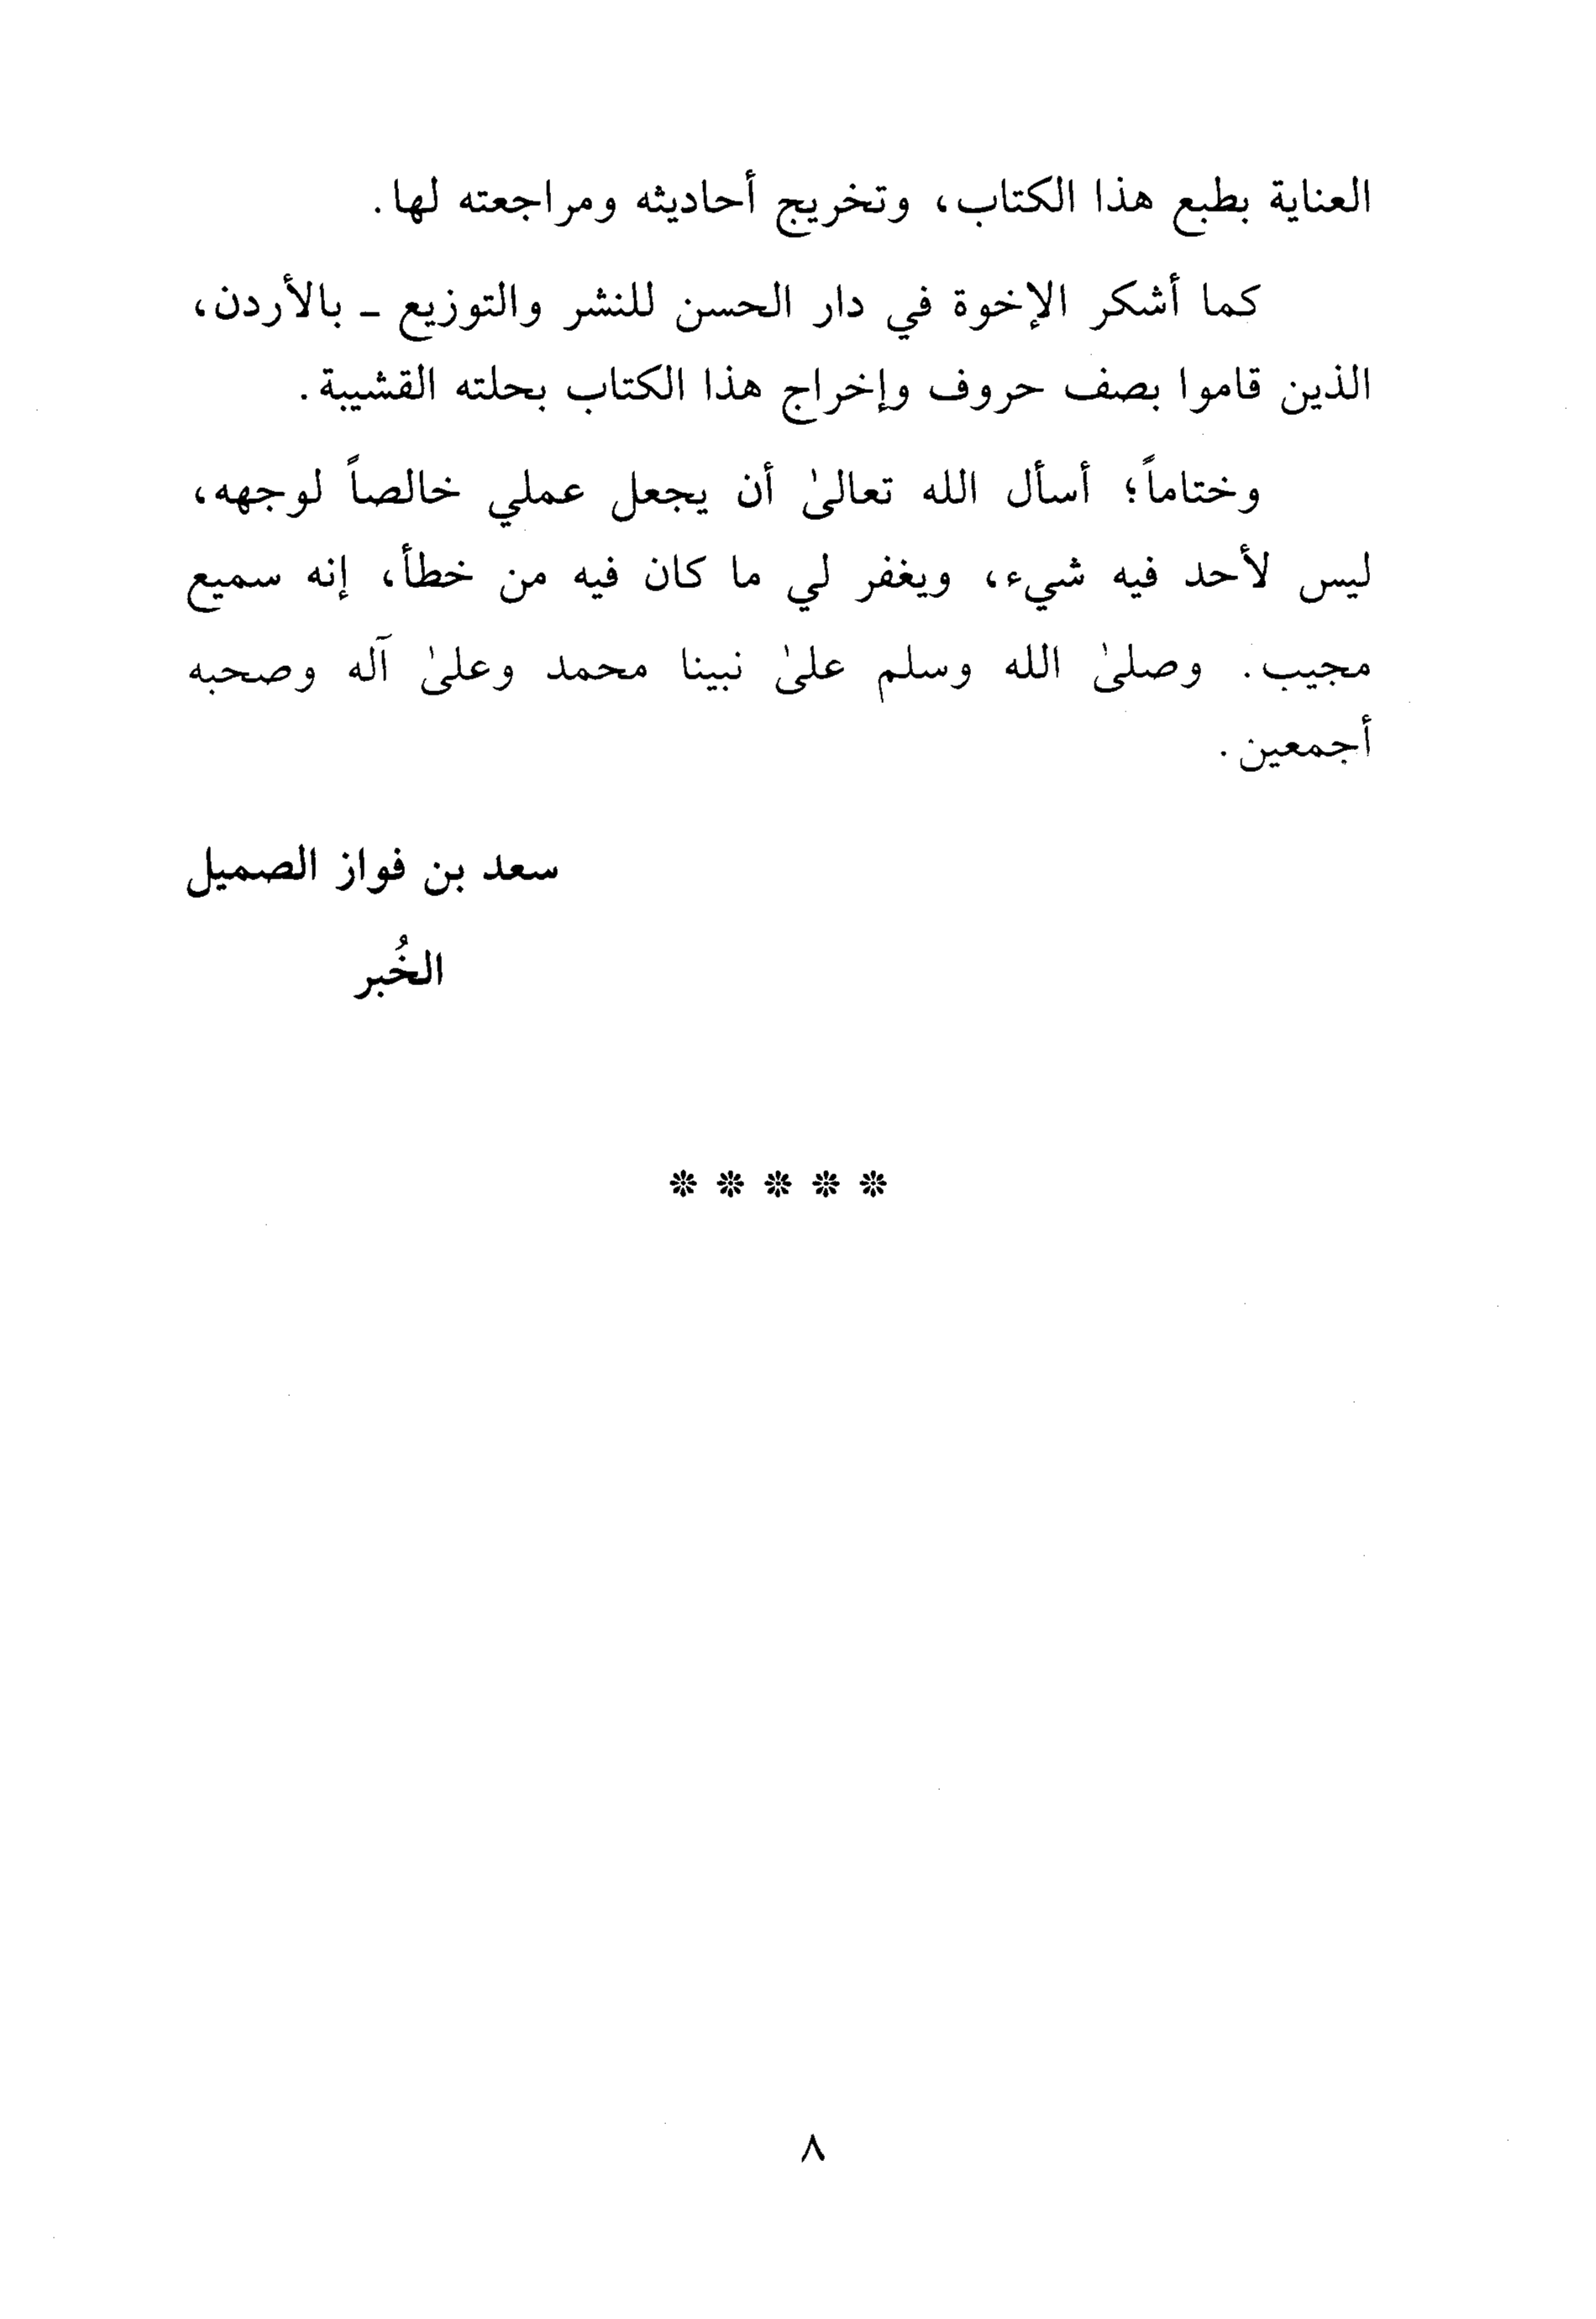 العناية بطبع هذا الكتاب، وتخريج أحاديثه ومراجعته لها.
كما أشكر الإخوة في دار الحسن للنشر والتوزيع ـ بالأردن،
الذين قاموا بصف حروف وإخراج هذا الكتاب بحلته القشيبة.
وختاماً؛ أسأل الله تعالىٰ أن يجعل عملي خالصاً لوجهه،
ليس لأحد فيه شيء، ويغفر لي ما كان فيه من خطأ، إنه سميع
مجيب. وصلىٰ الله وسلم علىٰ نبينا محمد وعلىٰ آله وصحبه
أجمعين.
سعد بن فواز الصميل
الخُبر
* * * * *
٨